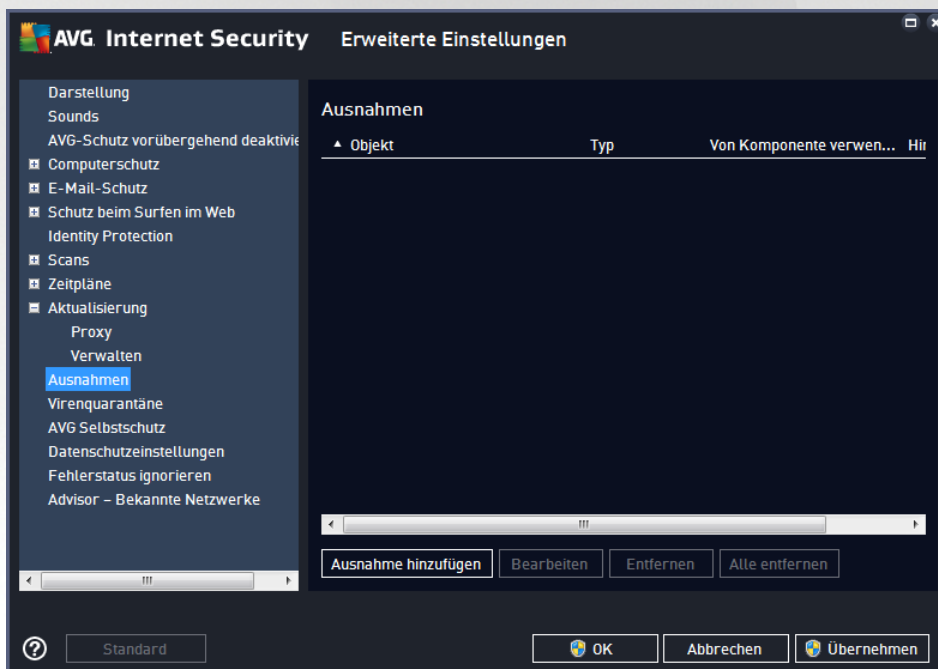 AVG. Internet Security Erweiterte Einstellungen
Darstellung
Sounds
AVG-Schutz vorübergehend deaktivie
Computerschutz
E-Mail-Schutz
Schutz beim Surfen im Web
Identity Protection
Scans
Zeitpläne
Aktualisierung
Proxy
Verwalten
Ausnahmen
Virenquarantäne
AVG Selbstschutz
Datenschutzeinstellungen
Fehlerstatus ignorieren
Advisor – Bekannte Netzwerke
Ausnahmen
Objekt Typ Von Komponente verwen... Hin
Ausnahme hinzufügen Bearbeiten Entfernen Alle entfernen
Standard OK Abbrechen Übernehmen